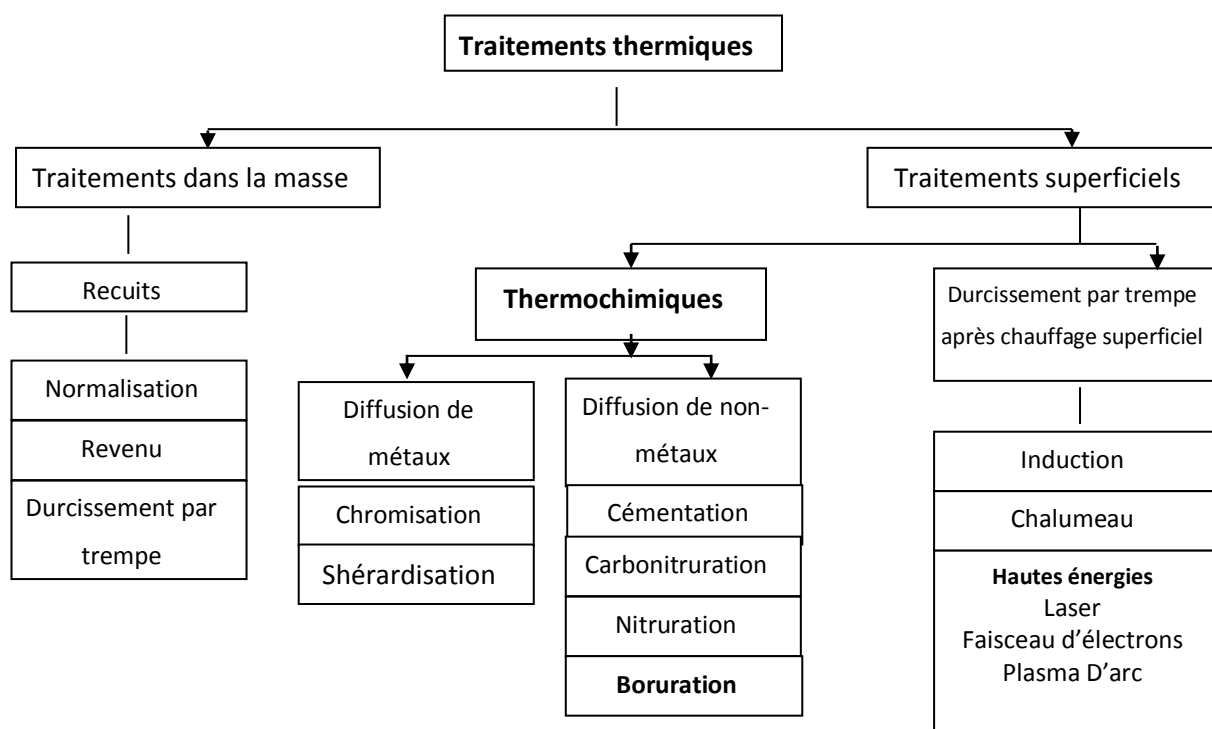 Traitements thermiques
Traitements dans la masse
Traitements superficiels
Recuits
Thermochimiques
Durcissement par trempe
après chauffage superficiel
Normalisation
Revenu
Durcissement par
trempe
Diffusion de
métaux
Chromisation
Shérardisation
Diffusion de non-
métaux
Cémentation
Carbonitruration
Nitruration
Boruration
Induction
Chalumeau
Hautes énergies
Laser
Faisceau d’électrons
Plasma D’arc